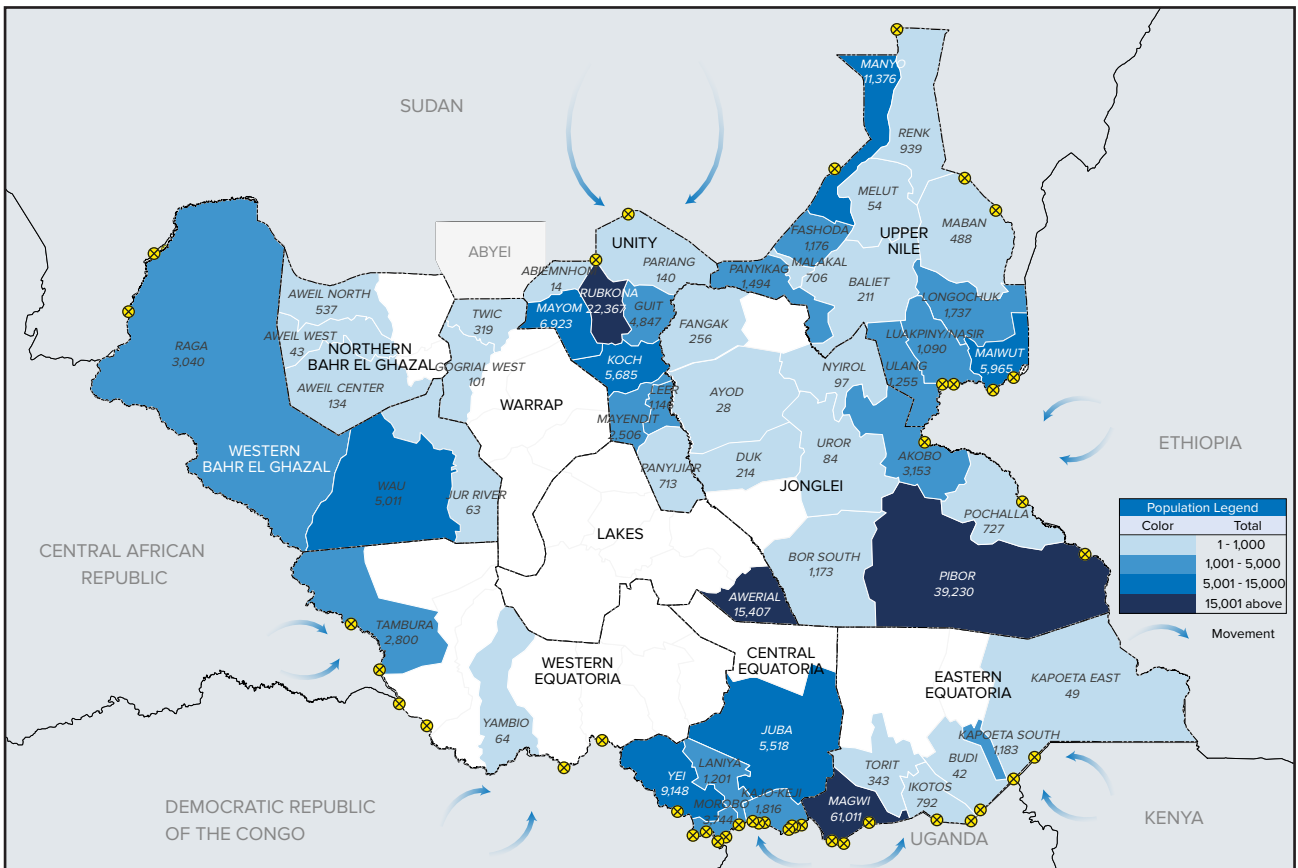 SUDAN
MANYO
11,376
RENK
939
MELUT
54
MABAN
488
FASHODA
1,176
UPPER
NILE
UNITY
ABYEI
ABIEMNHOM
14
PARIANG
140
PANYIKAG
1,494
MALAKAL
706
BALIET
211
LONGOCHUK
1,737
RUBKONA
22,367
GUIT
4,847
MAYOM
6,923
AWEIL NORTH
537
TWIC
319
FANGAK
256
LUAKPINY/NASIR
1,090
AWEIL WEST
43
RAGA
3,040
NORTHERN
BAHR EL GHAZAL
GOGRIAL WEST
101
KOCH
5,685
NYIROL
97
ULANG
1,255
MAIWUT
5,965
AWEIL CENTER
134
LEER
1,146
AYOD
28
WARRAP
MAYENDIT
2,506
WESTERN
BAHR EL GHAZAL
UROR
84
AKOBO
3,153
ETHIOPIA
DUK
214
PANYIJIAR
713
WAU
5,011
JUR RIVER
63
JONGLEI
POCHALLA
727
LAKES
CENTRAL AFRICAN
REPUBLIC
BOR SOUTH
1,173
PIBOR
39,230
AWERIAL
15,407
Population Legend
Color Total
1 - 1,000
1,001 - 5,000
5,001 - 15,000
15,001 above
Movement
TAMBURA
2,800
WESTERN
EQUATORIA
CENTRAL
EQUATORIA
EASTERN
EQUATORIA
KAPOETA EAST
49
YAMBIO
64
JUBA
5,518
KAPOETA SOUTH
1,183
BUDI
42
TORIT
343
LANIYA
1,201
YEI
9,148
IKOTOS
792
KAJO-KEJI
1,816
MAGWI
61,011
MOROBO
3,744
DEMOCRATIC REPUBLIC
OF THE CONGO
UGANDA
KENYA